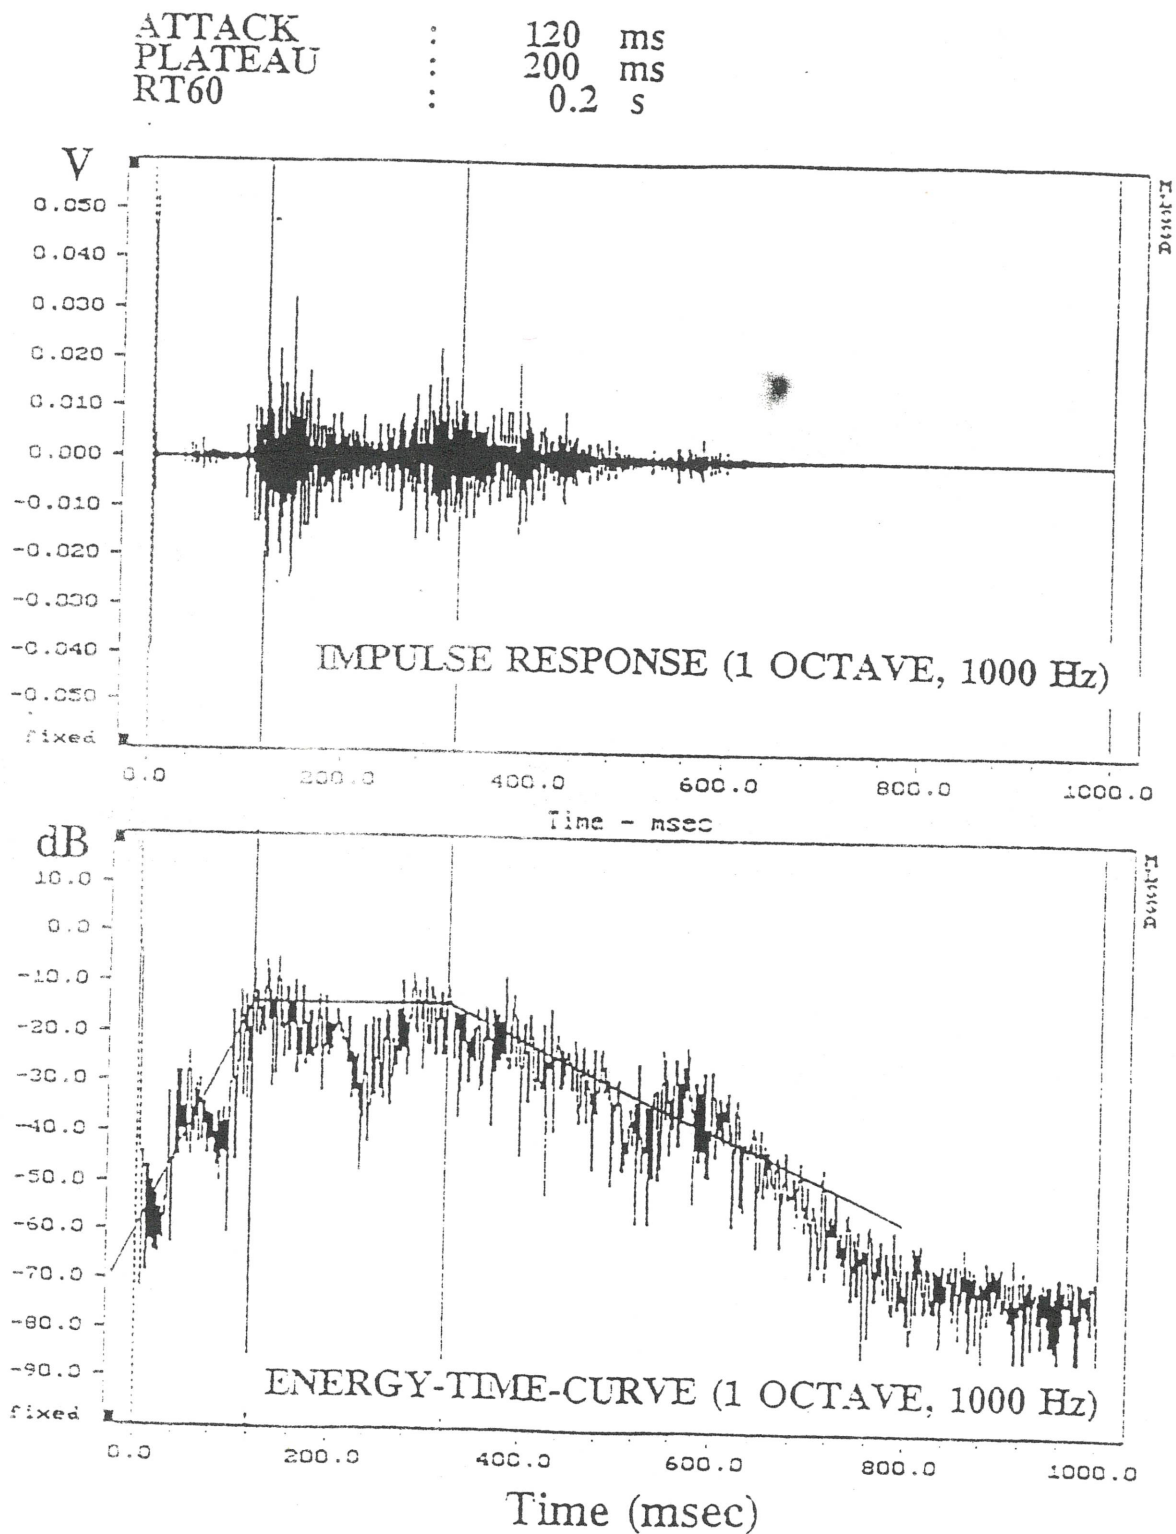 ATTACK : 120 ms
PLATEAU : 200 ms
RT60 : 0.2 s
V
0.050
0.040
0.030
0.020
0.010
0.000
-0.010
-0.020
-0.030
-0.040
-0.050
fixed
IMPULSE RESPONSE (1 OCTAVE, 1000 Hz)
0.0 200.0 400.0 600.0 800.0 1000.0
Time - msec
dB
10.0
0.0
-10.0
-20.0
-30.0
-40.0
-50.0
-60.0
-70.0
-80.0
-90.0
fixed
ENERGY-TIME-CURVE (1 OCTAVE, 1000 Hz)
0.0 200.0 400.0 600.0 800.0 1000.0
Time (msec)